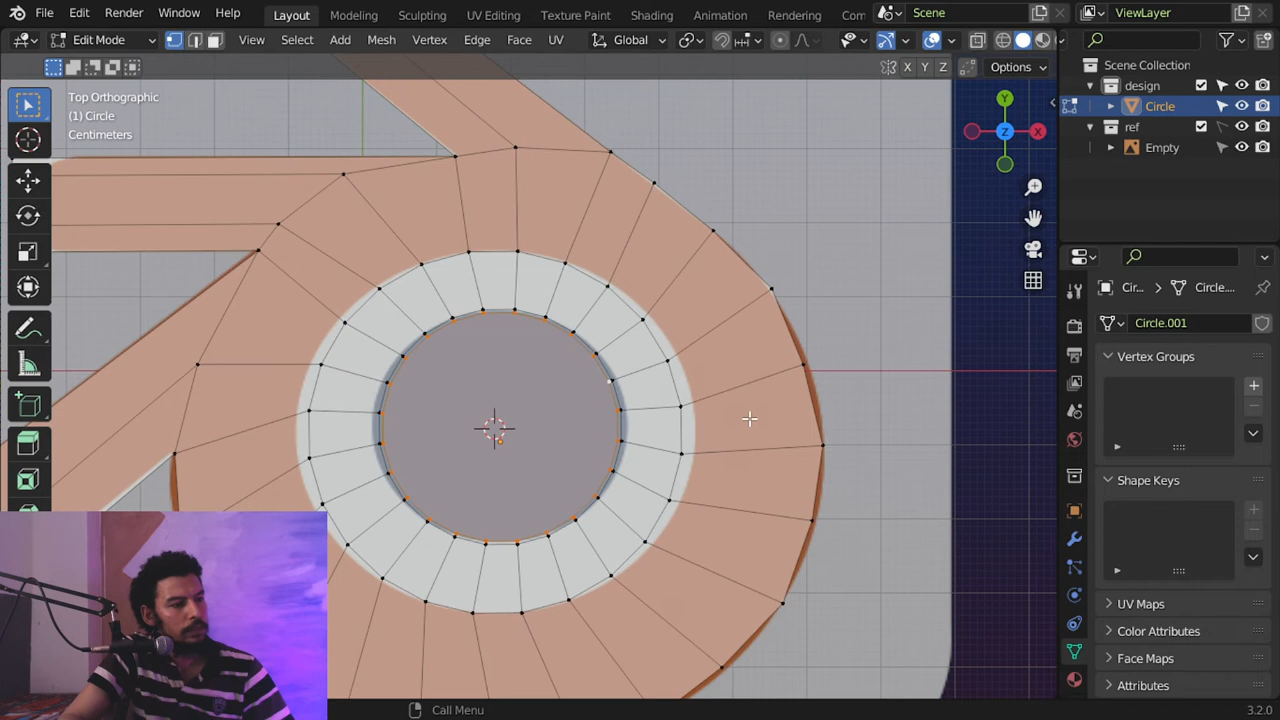 File Edit Render Window Help Layout Modeling Sculpting UV Editing Texture Paint Shading Animation Rendering Com Scene ViewLayer
Edit Mode View Select Add Mesh Vertex Edge Face UV Global
X Y Z Options
Top Orthographic
(1) Circle
Centimeters
Y
Z X
Scene Collection
design
Circle
ref
Empty
Cir... Circle....
Circle.001
Vertex Groups
Shape Keys
UV Maps
Color Attributes
Face Maps
Attributes
Call Menu 3.2.0